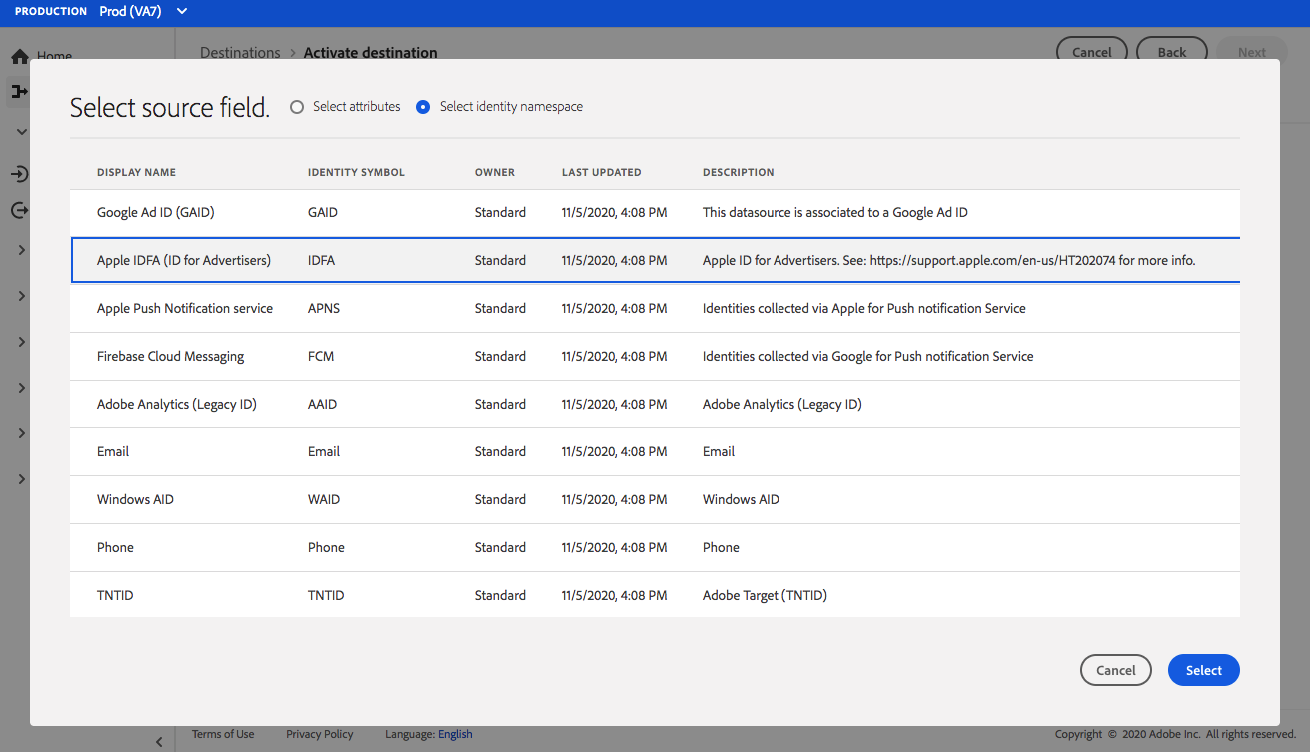 PRODUCTION Prod (VA7)
Home
Destinations > Activate destination
Cancel Back Next
Select source field. Select attributes Select identity namespace
DISPLAY NAME IDENTITY SYMBOL OWNER LAST UPDATED DESCRIPTION
Google Ad ID (GAID) GAID Standard 11/5/2020, 4:08 PM This datasource is associated to a Google Ad ID
Apple IDFA (ID for Advertisers) IDFA Standard 11/5/2020, 4:08 PM Apple ID for Advertisers. See: https://support.apple.com/en-us/HT202074 for more info.
Apple Push Notification service APNS Standard 11/5/2020, 4:08 PM Identities collected via Apple for Push notification Service
Firebase Cloud Messaging FCM Standard 11/5/2020, 4:08 PM Identities collected via Google for Push notification Service
Adobe Analytics (Legacy ID) AAID Standard 11/5/2020, 4:08 PM Adobe Analytics (Legacy ID)
Email Email Standard 11/5/2020, 4:08 PM Email
Windows AID WAID Standard 11/5/2020, 4:08 PM Windows AID
Phone Phone Standard 11/5/2020, 4:08 PM Phone
TNTID TNTID Standard 11/5/2020, 4:08 PM Adobe Target (TNTID)
Cancel Select
Terms of Use Privacy Policy Language: English Copyright © 2020 Adobe Inc. All rights reserved.